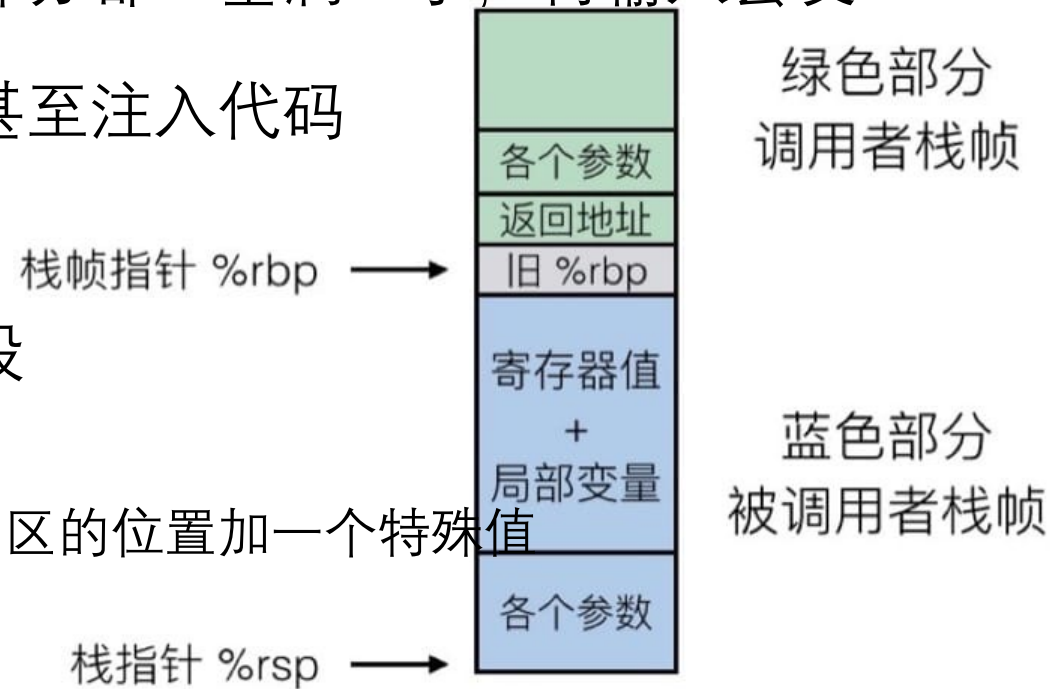 甚至注入代码
区的位置加一个特殊值
各个参数
返回地址
旧 %rbp
寄存器值
+
局部变量
各个参数
栈帧指针 %rbp
栈指针 %rsp
绿色部分
调用者栈帧
蓝色部分
被调用者栈帧